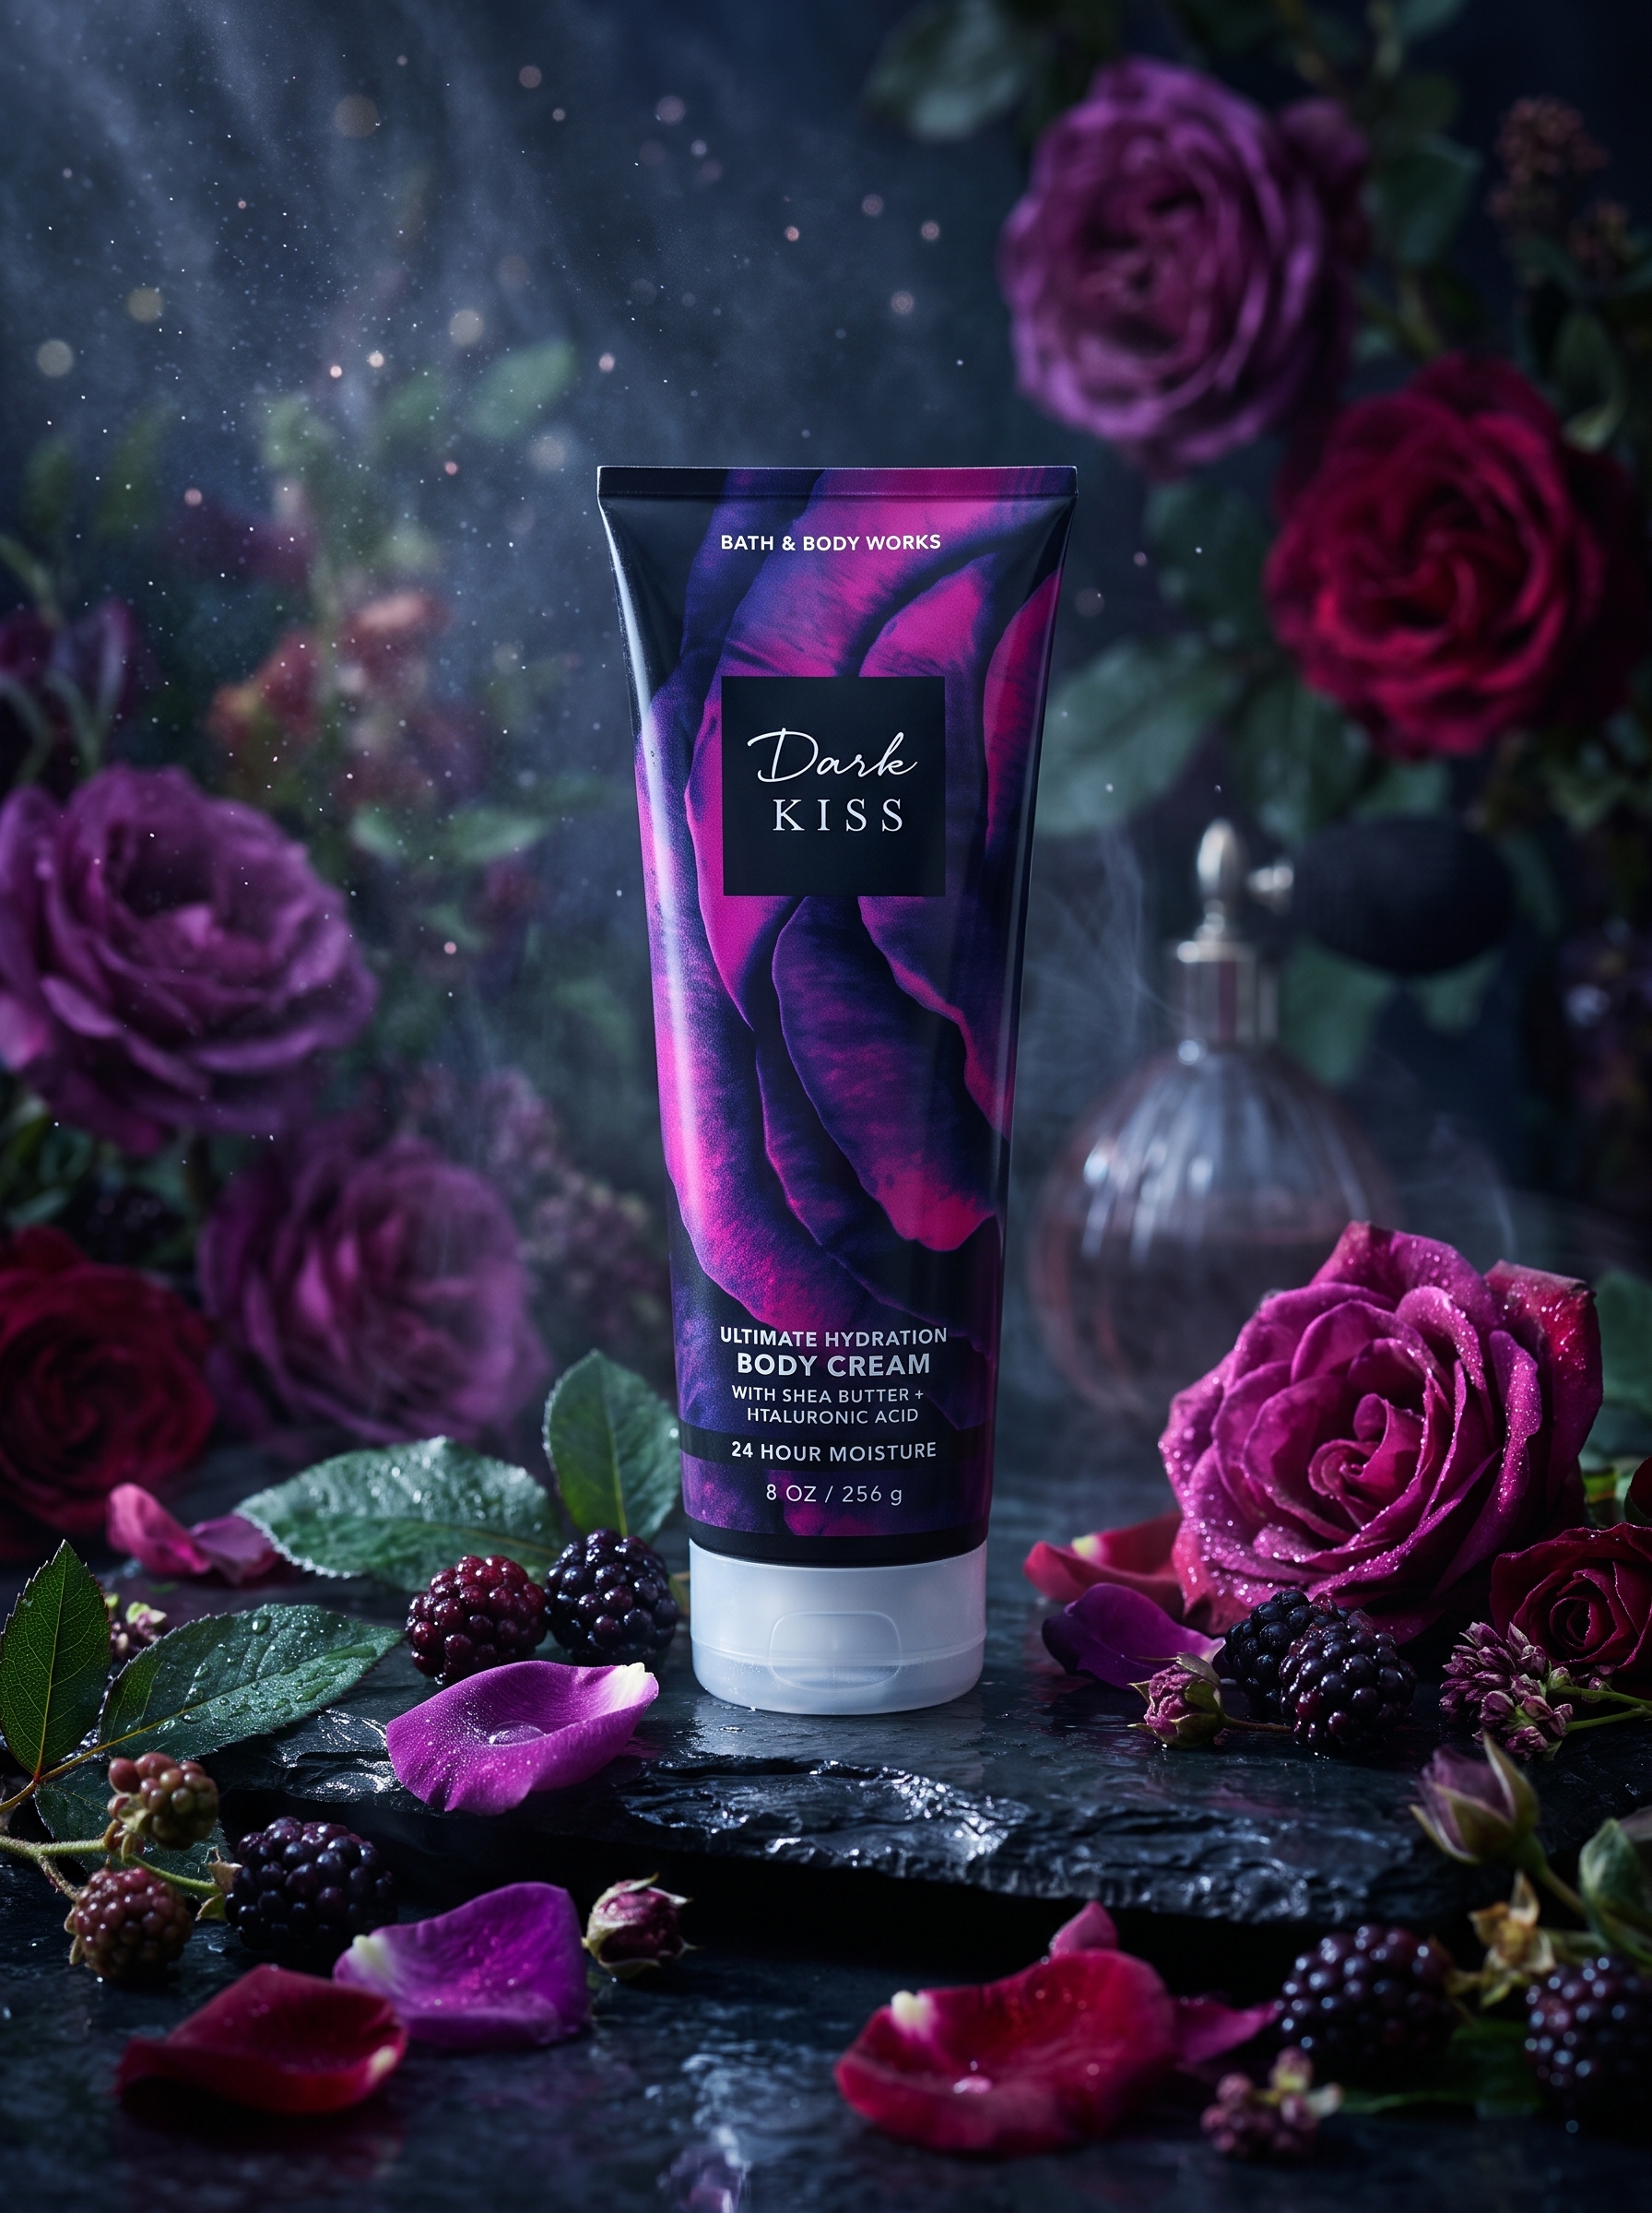 BATH & BODY WORKS
Dark
KISS
ULTIMATE HYDRATION
BODY CREAM
WITH SHEA BUTTER +
HTALURONIC ACID
24 HOUR MOISTURE
8 OZ / 256 g